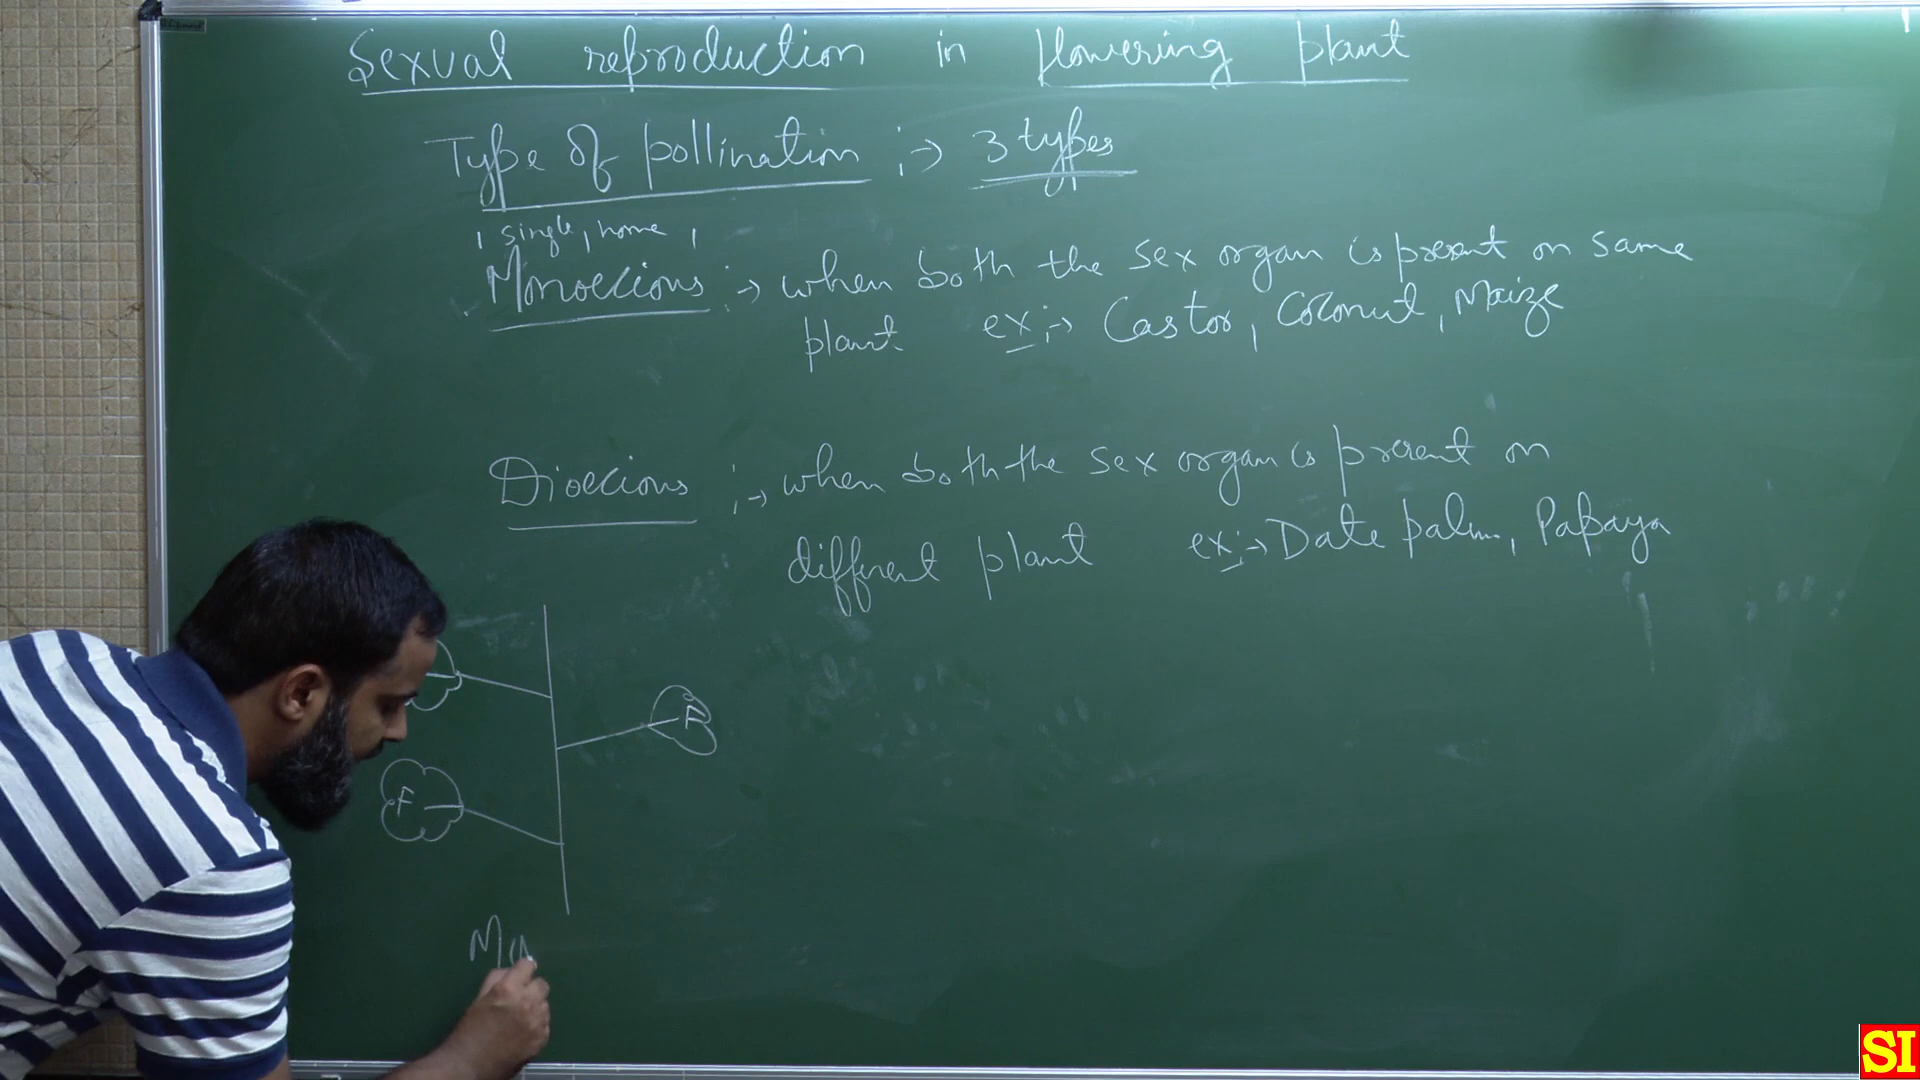 Sexual reproduction in flowering plant
Type of pollination :-> 3 types
, single, home ,
Monoecious :-> when both the sex organ is present on same
plant ex :-> Castor, Coconut, Maize
Dioecious :-> when both the sex organ is present on
different plant ex :-> Date palm, Papaya
F
F
SI